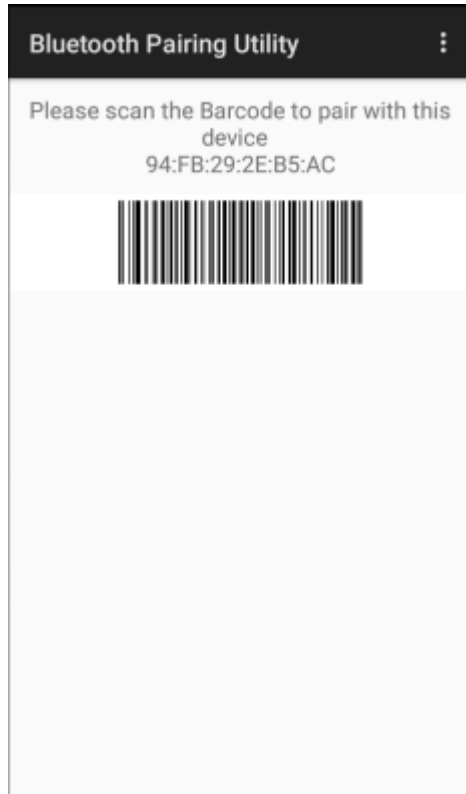 Bluetooth Pairing Utility
Please scan the Barcode to pair with this
device
94:FB:29:2E:B5:AC